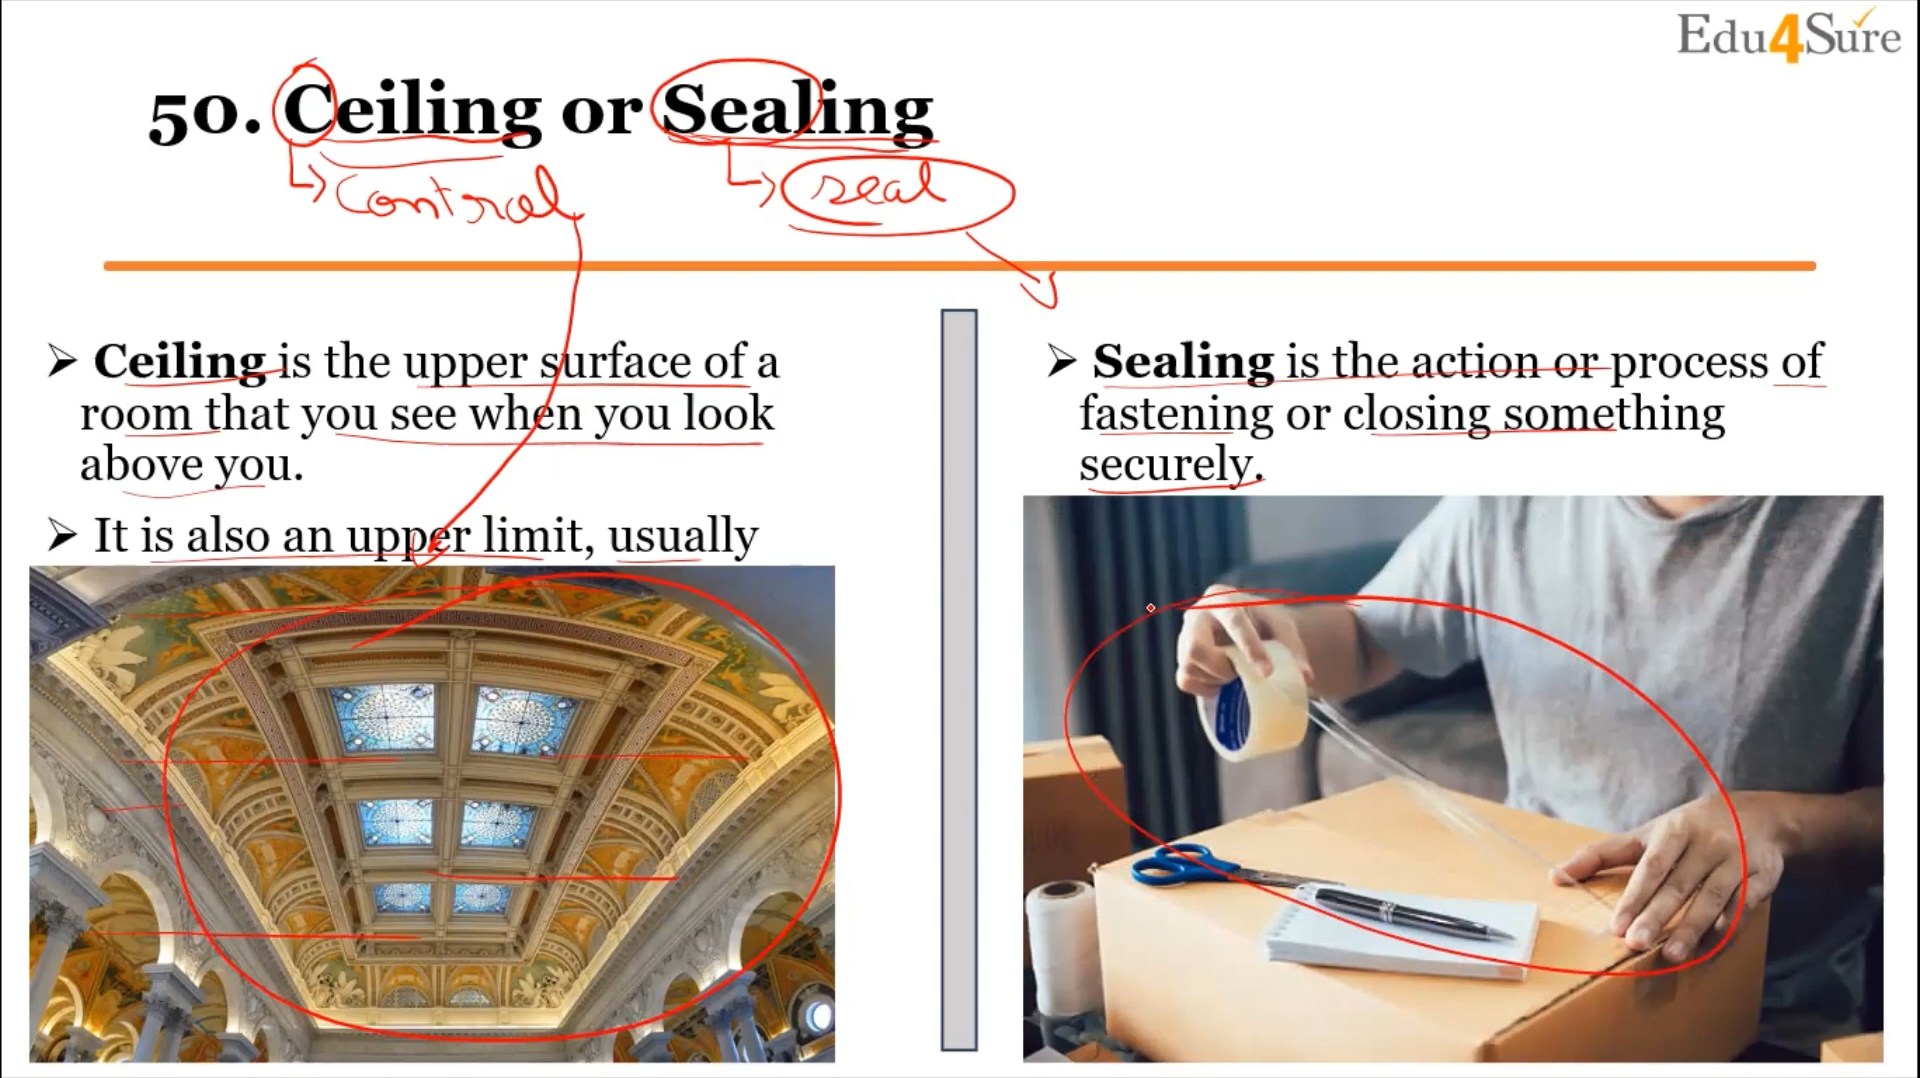 Edu4Sure
50. Ceiling or Sealing
Control
seal
Ceiling is the upper surface of a
room that you see when you look
above you.
It is also an upper limit, usually
Sealing is the action or process of
fastening or closing something
securely.